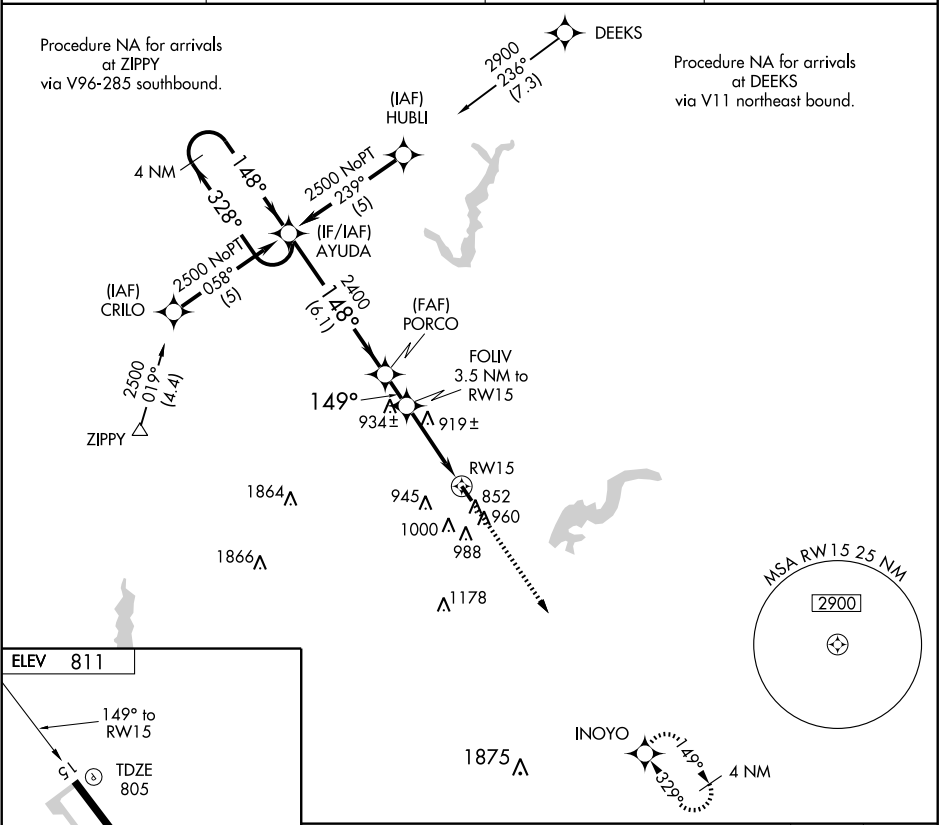 Procedure NA for arrivals
at ZIPPY
via V96-285 southbound.
DEEKS
2900
236°
(7.3)
Procedure NA for arrivals
at DEEKS
via V11 northeast bound.
(IAF)
HUBLI
4 NM
148°
328°
2500 NoPT
239°
(5)
(IF/IAF)
AYUDA
2500 NoPT
058°
(5)
(IAF)
CRILO
2400
148°
(6.1)
(FAF)
PORCO
2500
019°
(4.4)
ZIPPY
FOLIV
3.5 NM to
RW15
149°
934±
919±
RW15
1864
945
852
960
1000
988
1866
1178
MSA RW15 25 NM
2900
ELEV 811
149° to
RW15
15
P
TDZE
805
INOYO
149°
329°
4 NM
1875